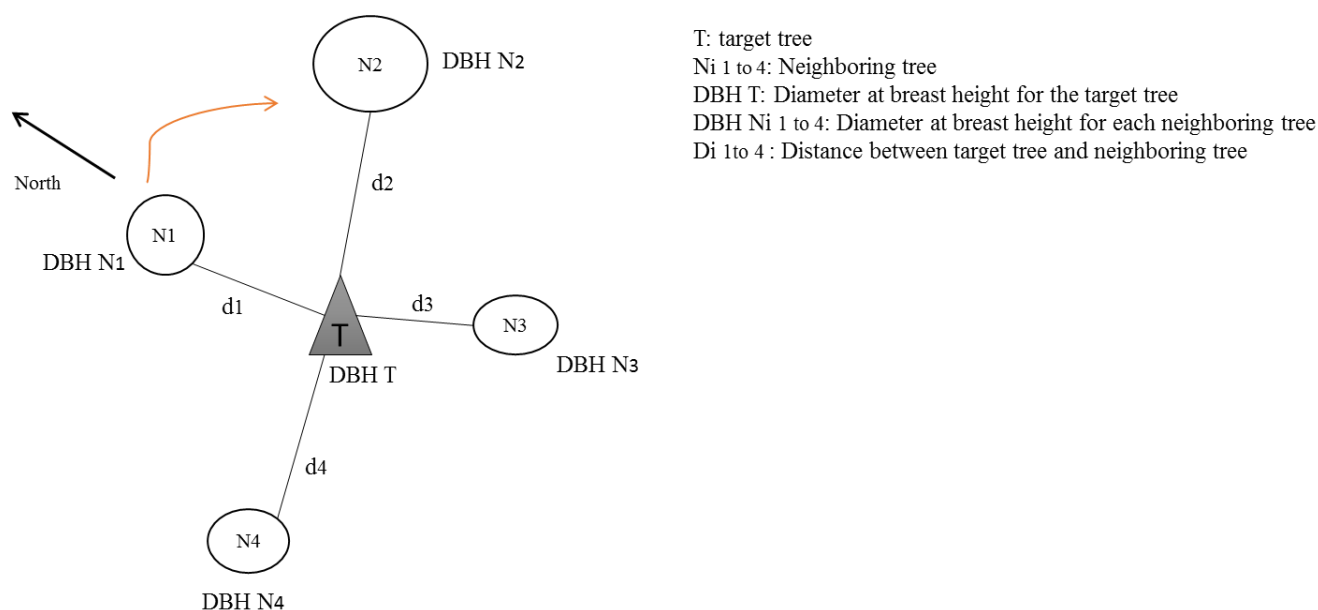 N2
DBH N2
North
N1
DBH N1
d2
d1
d3
T
N3
DBH T
DBH N3
d4
N4
DBH N4
T: target tree
Ni 1 to 4: Neighboring tree
DBH T: Diameter at breast height for the target tree
DBH Ni 1 to 4: Diameter at breast height for each neighboring tree
Di 1to 4 : Distance between target tree and neighboring tree